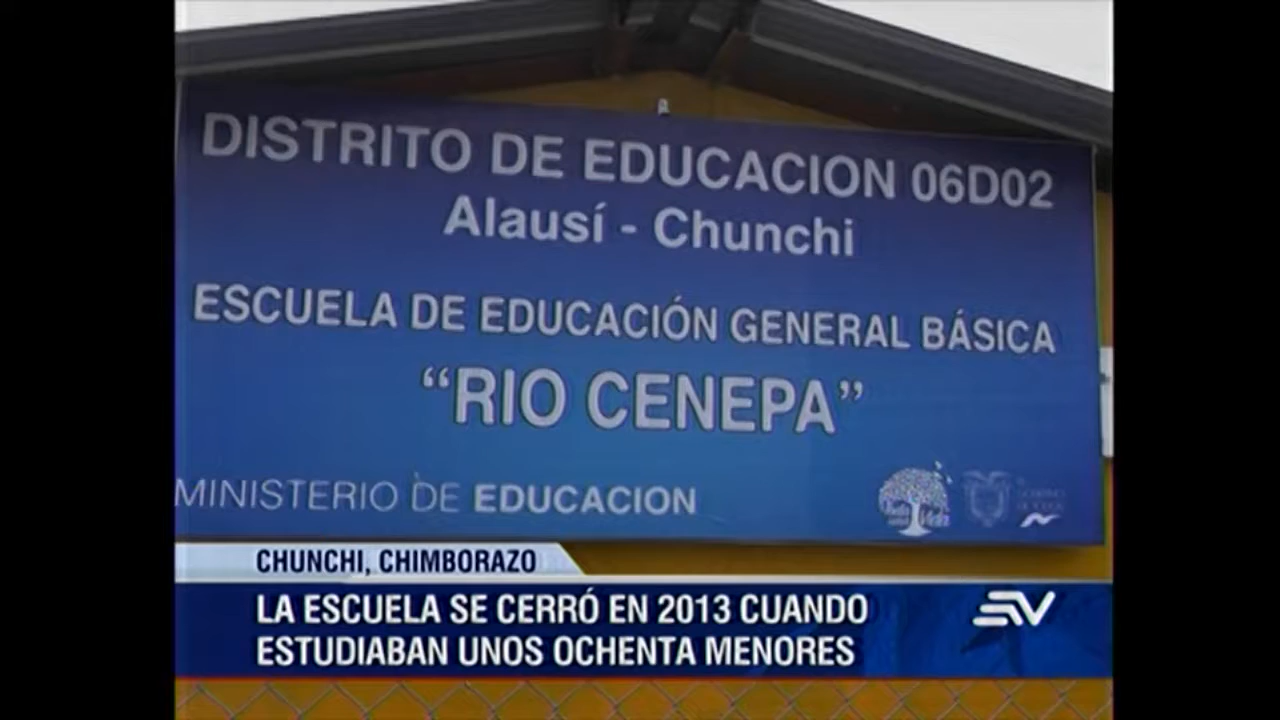 DISTRITO DE EDUCACION 06D02
Alausí - Chunchi
ESCUELA DE EDUCACIÓN GENERAL BÁSICA
“RIO CENEPA”
MINISTERIO DE EDUCACION
CHUNCHI, CHIMBORAZO
LA ESCUELA SE CERRÓ EN 2013 CUANDO
ESTUDIABAN UNOS OCHENTA MENORES